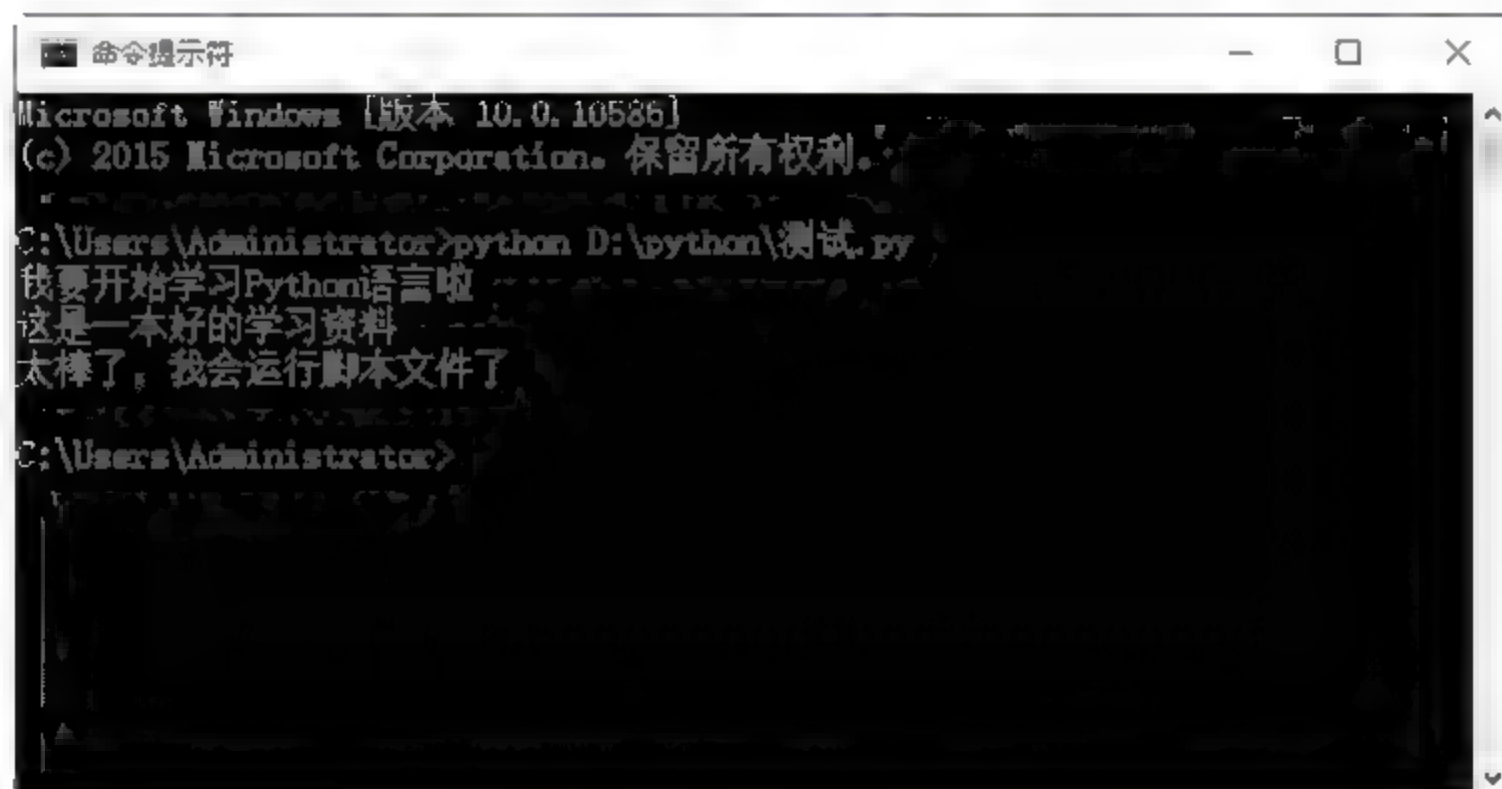 命令提示符
Microsoft Windows [版本 10.0.10586]
(c) 2015 Microsoft Corporation。保留所有权利。
C:\Users\Administrator>python D:\python\测试.py
我要开始学习Python语言啦
这是一本好的学习资料
太棒了，我会运行脚本文件了
C:\Users\Administrator>